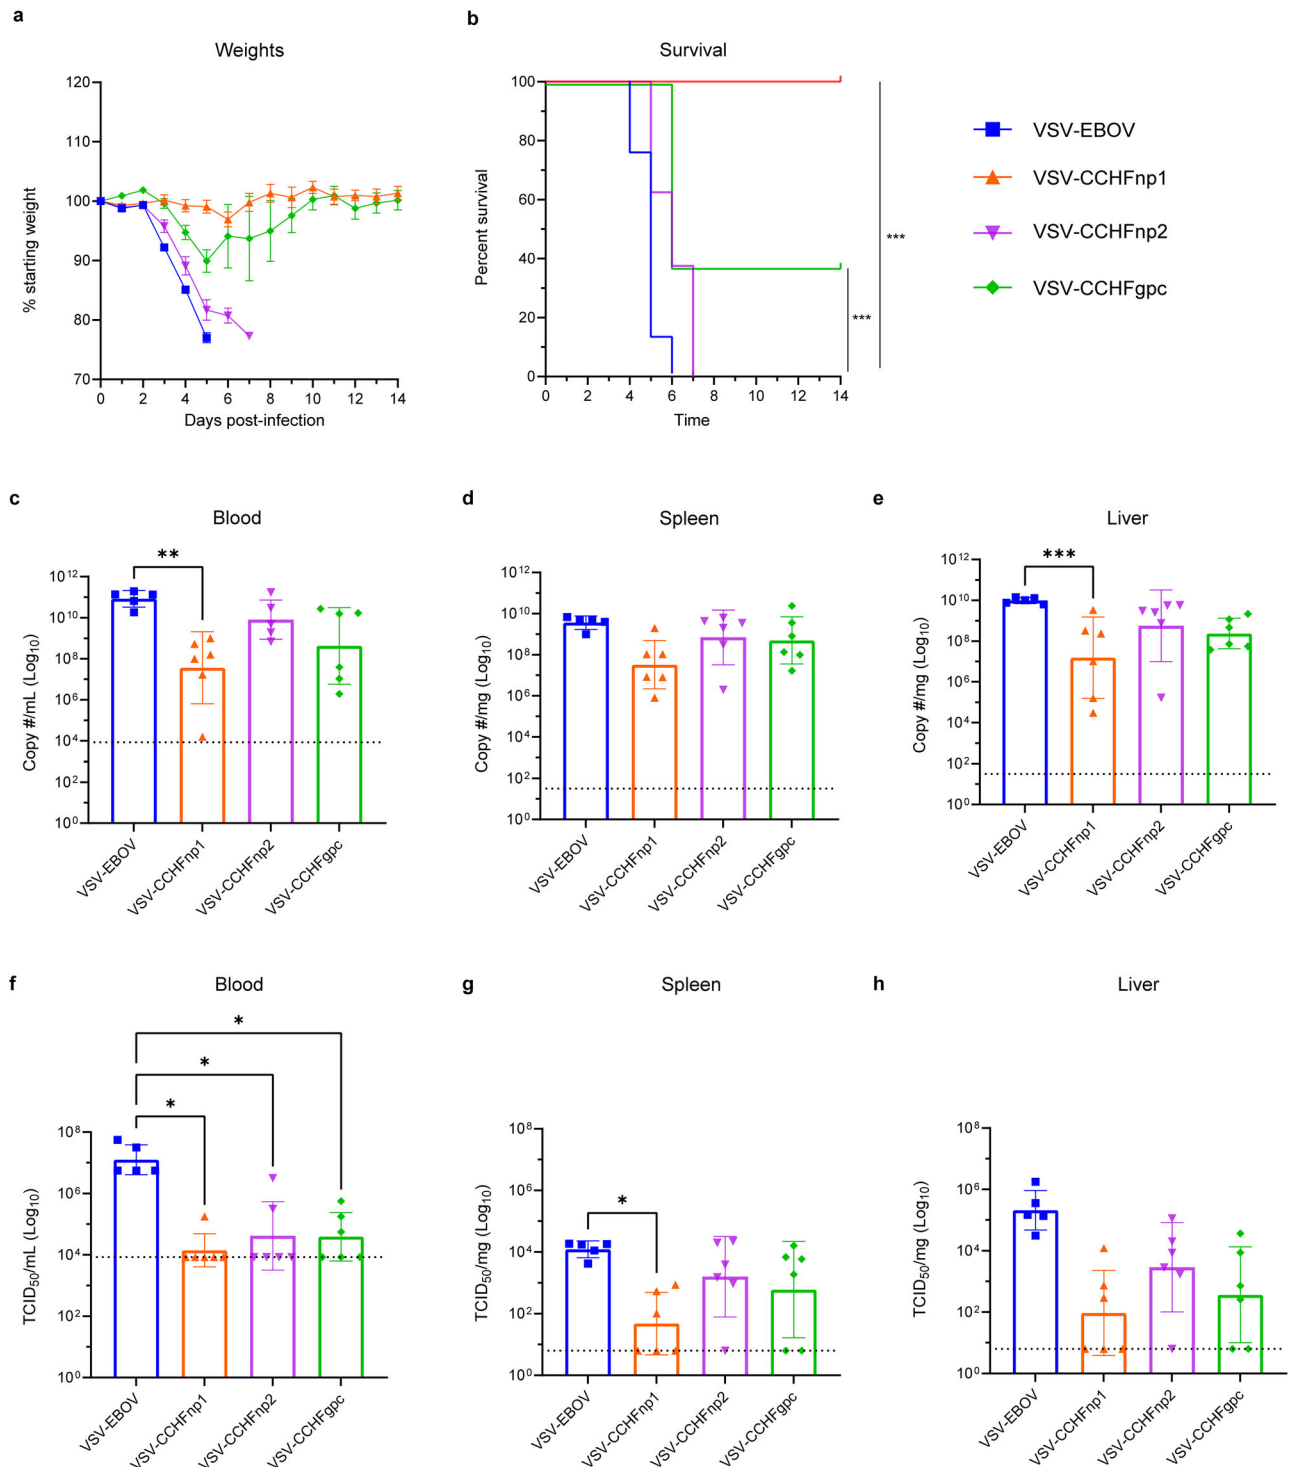 a
Weights
120
110
100
90
80
70
% starting weight
0 2 4 6 8 10 12 14
Days post-infection
b
Survival
100
80
60
40
20
0
Percent survival
0 2 4 6 8 10 12 14
Time
***
***
VSV-EBOV
VSV-CCHFnp1
VSV-CCHFnp2
VSV-CCHFgpc
c
Blood
**
10¹²
10¹⁰
10⁸
10⁶
10⁴
10²
10⁰
Copy #/mL (Log₁₀)
VSV-EBOV
VSV-CCHFnp1
VSV-CCHFnp2
VSV-CCHFgpc
d
Spleen
10¹²
10¹⁰
10⁸
10⁶
10⁴
10²
10⁰
Copy #/mg (Log₁₀)
VSV-EBOV
VSV-CCHFnp1
VSV-CCHFnp2
VSV-CCHFgpc
e
Liver
***
10¹²
10¹⁰
10⁸
10⁶
10⁴
10²
10⁰
Copy #/mg (Log₁₀)
VSV-EBOV
VSV-CCHFnp1
VSV-CCHFnp2
VSV-CCHFgpc
f
Blood
*
*
*
10⁸
10⁶
10⁴
10²
10⁰
TCID₅₀/mL (Log₁₀)
VSV-EBOV
VSV-CCHFnp1
VSV-CCHFnp2
VSV-CCHFgpc
g
Spleen
*
10⁸
10⁶
10⁴
10²
10⁰
TCID₅₀/mg (Log₁₀)
VSV-EBOV
VSV-CCHFnp1
VSV-CCHFnp2
VSV-CCHFgpc
h
Liver
10⁸
10⁶
10⁴
10²
10⁰
TCID₅₀/mg (Log₁₀)
VSV-EBOV
VSV-CCHFnp1
VSV-CCHFnp2
VSV-CCHFgpc